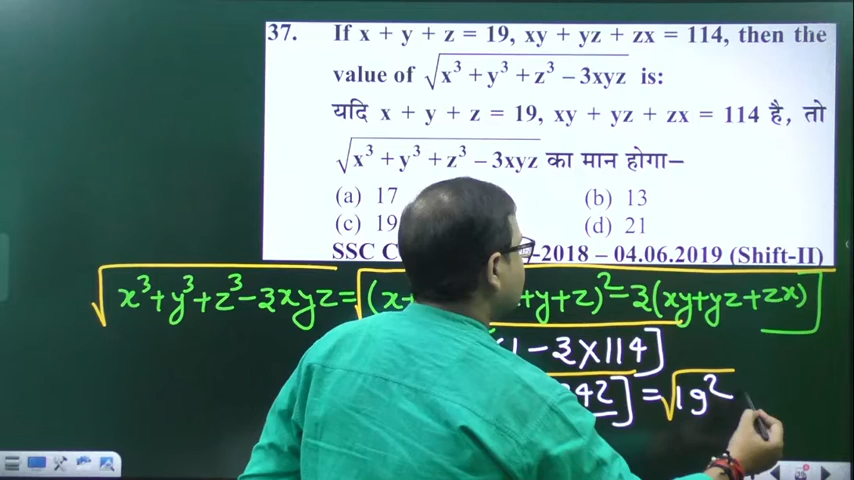 37. If x + y + z = 19, xy + yz + zx = 114, then the
value of √x³ + y³ + z³ – 3xyz is:
यदि x + y + z = 19, xy + yz + zx = 114 है, तो
√x³ + y³ + z³ – 3xyz का मान होगा–
(a) 17 (b) 13
(c) 19 (d) 21
SSC C -2018 – 04.06.2019 (Shift-II)
√x³+y³+z³-3xyz=√(x+ +y+z)²-3(xy+yz+zx)]
1-3×114]
42]=√19²